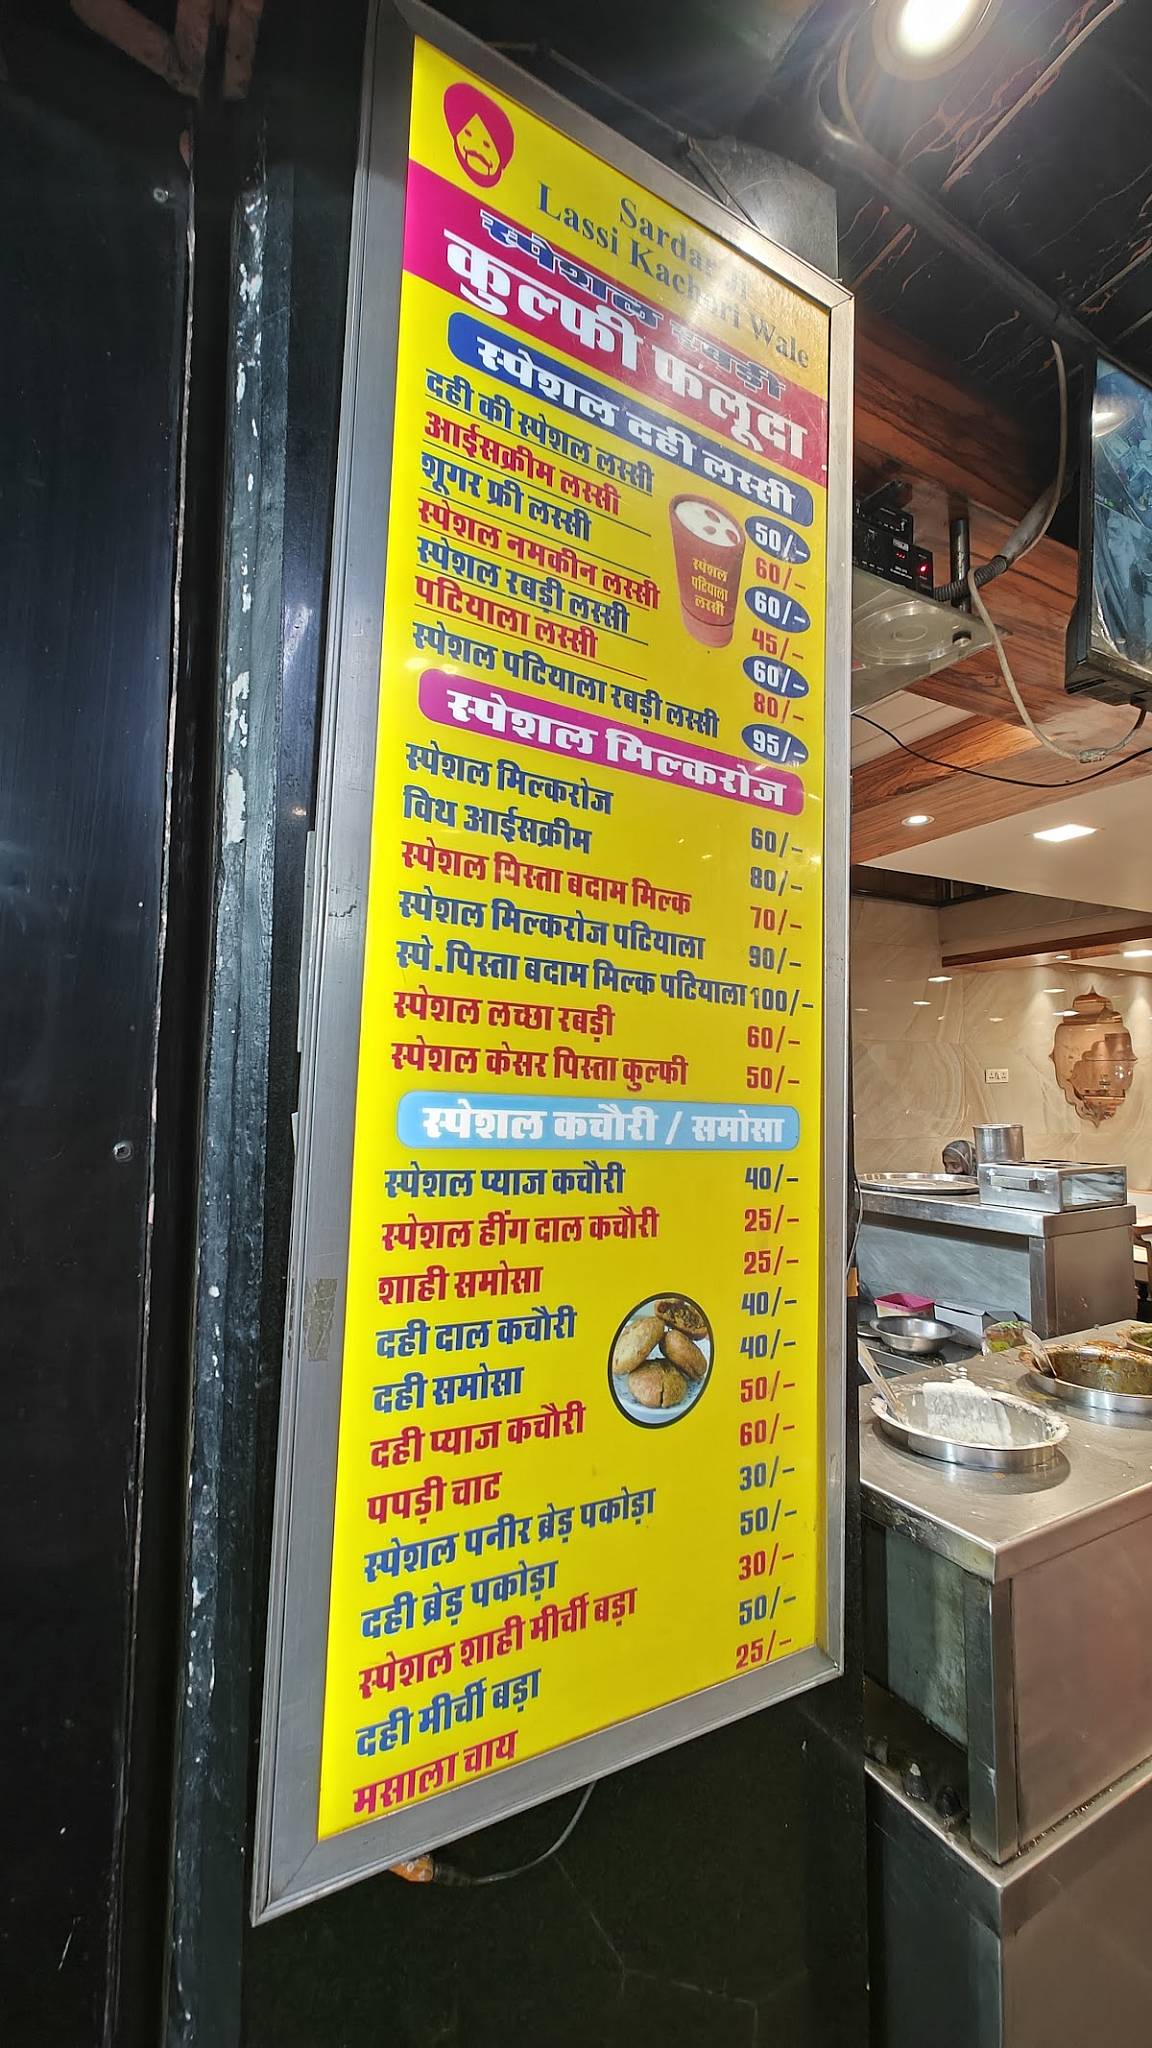 Sardar Ji
Lassi Kachori Wale
स्पेशल रबड़ी
कुल्फी फलूदा
स्पेशल दही लस्सी
दही की स्पेशल लस्सी 50/-
आईसक्रीम लस्सी 60/-
शूगर फ्री लस्सी 60/-
स्पेशल नमकीन लस्सी 45/-
स्पेशल रबड़ी लस्सी 60/-
पटियाला लस्सी 80/-
स्पेशल पटियाला रबड़ी लस्सी 95/-
स्पेशल
पटियाला
लस्सी
स्पेशल मिल्करोज
स्पेशल मिल्करोज 60/-
विथ आईसक्रीम 80/-
स्पेशल पिस्ता बदाम मिल्क 70/-
स्पेशल मिल्करोज पटियाला 90/-
स्पे.पिस्ता बदाम मिल्क पटियाला 100/-
स्पेशल लच्छा रबड़ी 60/-
स्पेशल केसर पिस्ता कुल्फी 50/-
स्पेशल कचौरी / समोसा
स्पेशल प्याज कचौरी 40/-
स्पेशल हींग दाल कचौरी 25/-
शाही समोसा 25/-
दही दाल कचौरी 40/-
दही समोसा 40/-
दही प्याज कचौरी 50/-
पपड़ी चाट 60/-
स्पेशल पनीर ब्रेड़ पकोड़ा 30/-
दही ब्रेड़ पकोड़ा 50/-
स्पेशल शाही मीर्ची बड़ा 30/-
दही मीर्ची बड़ा 50/-
मसाला चाय 25/-